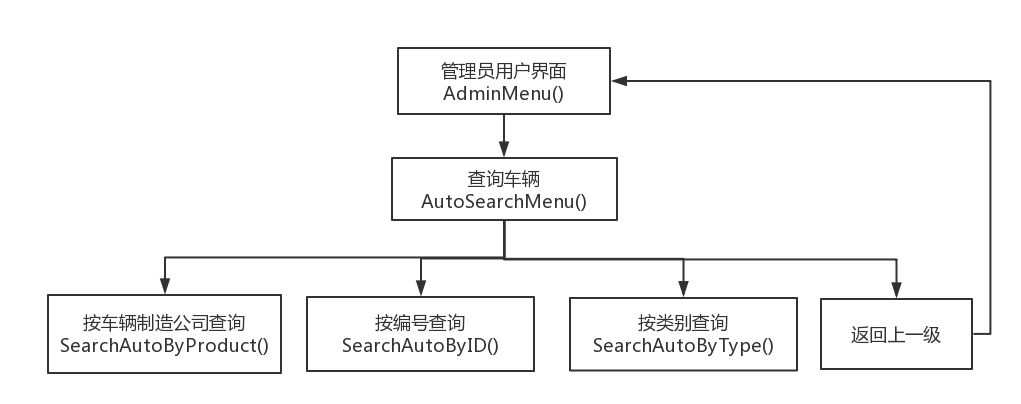 管理员用户界面
AdminMenu()
查询车辆
AutoSearchMenu()
按车辆制造公司查询
SearchAutoByProduct()
按编号查询
SearchAutoByID()
按类别查询
SearchAutoByType()
返回上一级